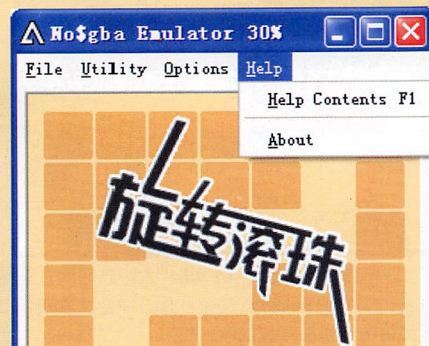 No$gba Emulator 30%
File Utility Options Help
Help Contents F1
About
旋转滚珠